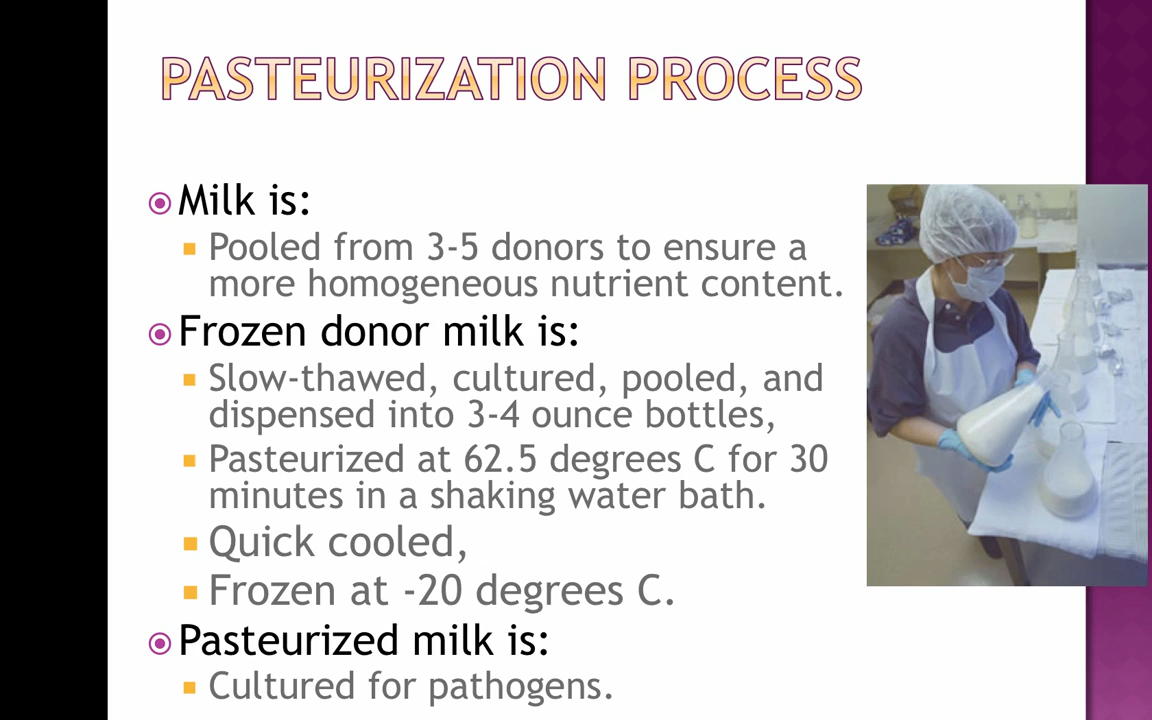 PASTEURIZATION PROCESS
Milk is:
Pooled from 3-5 donors to ensure a
more homogeneous nutrient content.
Frozen donor milk is:
Slow-thawed, cultured, pooled, and
dispensed into 3-4 ounce bottles,
Pasteurized at 62.5 degrees C for 30
minutes in a shaking water bath.
Quick cooled,
Frozen at -20 degrees C.
Pasteurized milk is:
Cultured for pathogens.